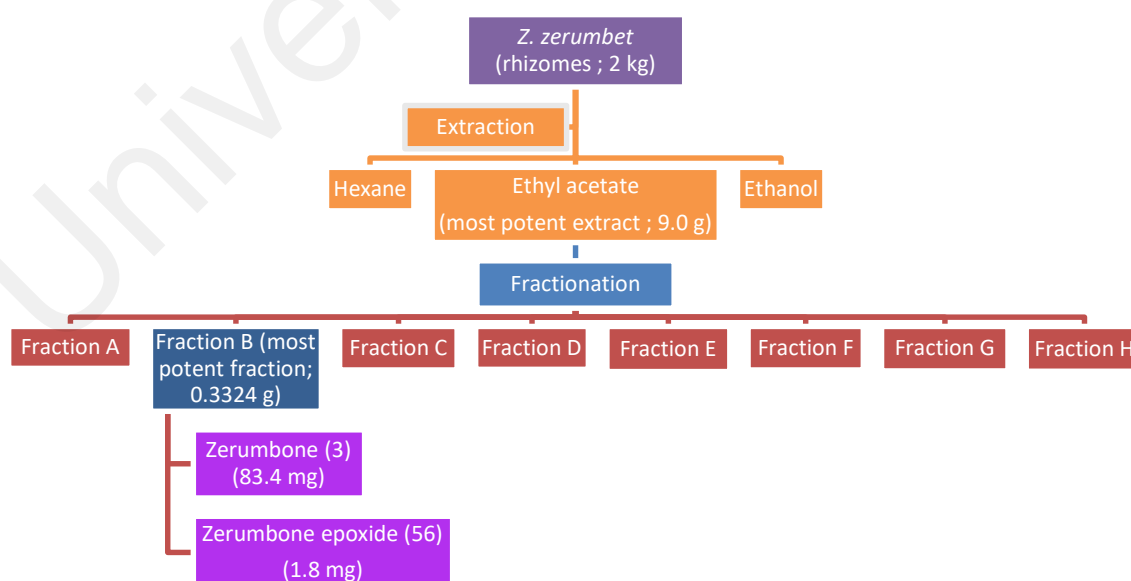 Univer
Z. zerumbet
(rhizomes ; 2 kg)
Extraction
Hexane
Ethyl acetate
(most potent extract ; 9.0 g)
Ethanol
Fractionation
Fraction A
Fraction B (most
potent fraction;
0.3324 g)
Fraction C
Fraction D
Fraction E
Fraction F
Fraction G
Fraction H
Zerumbone (3)
(83.4 mg)
Zerumbone epoxide (56)
(1.8 mg)